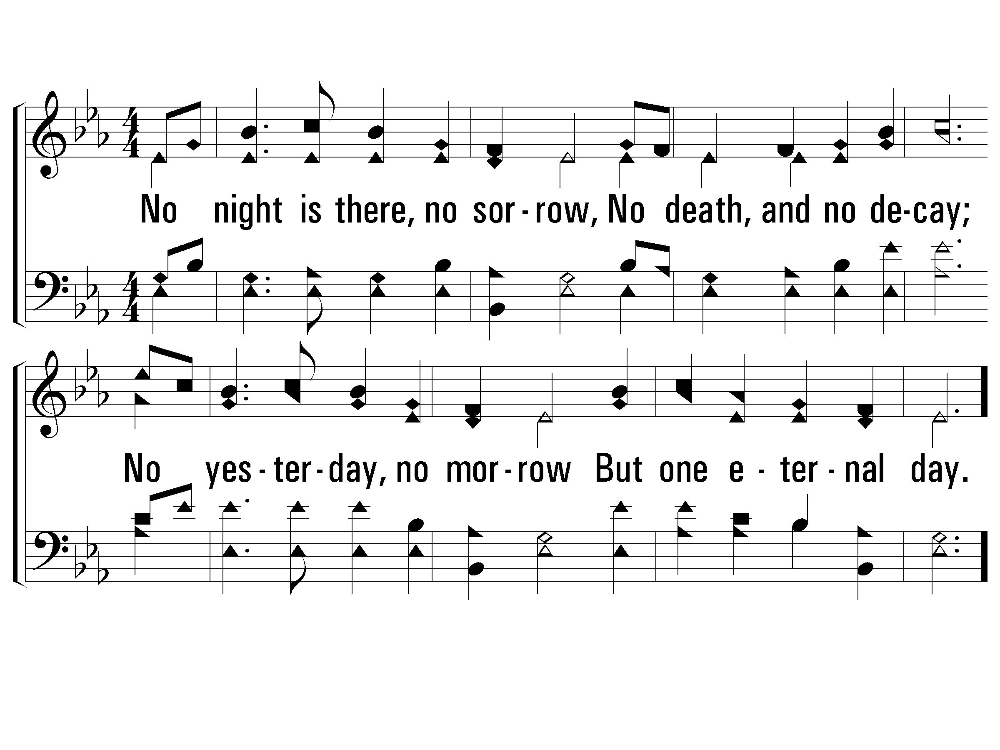 No night is there, no sor-row, No death, and no de-cay;
No yes-ter-day, no mor-row But one e-ter-nal day.